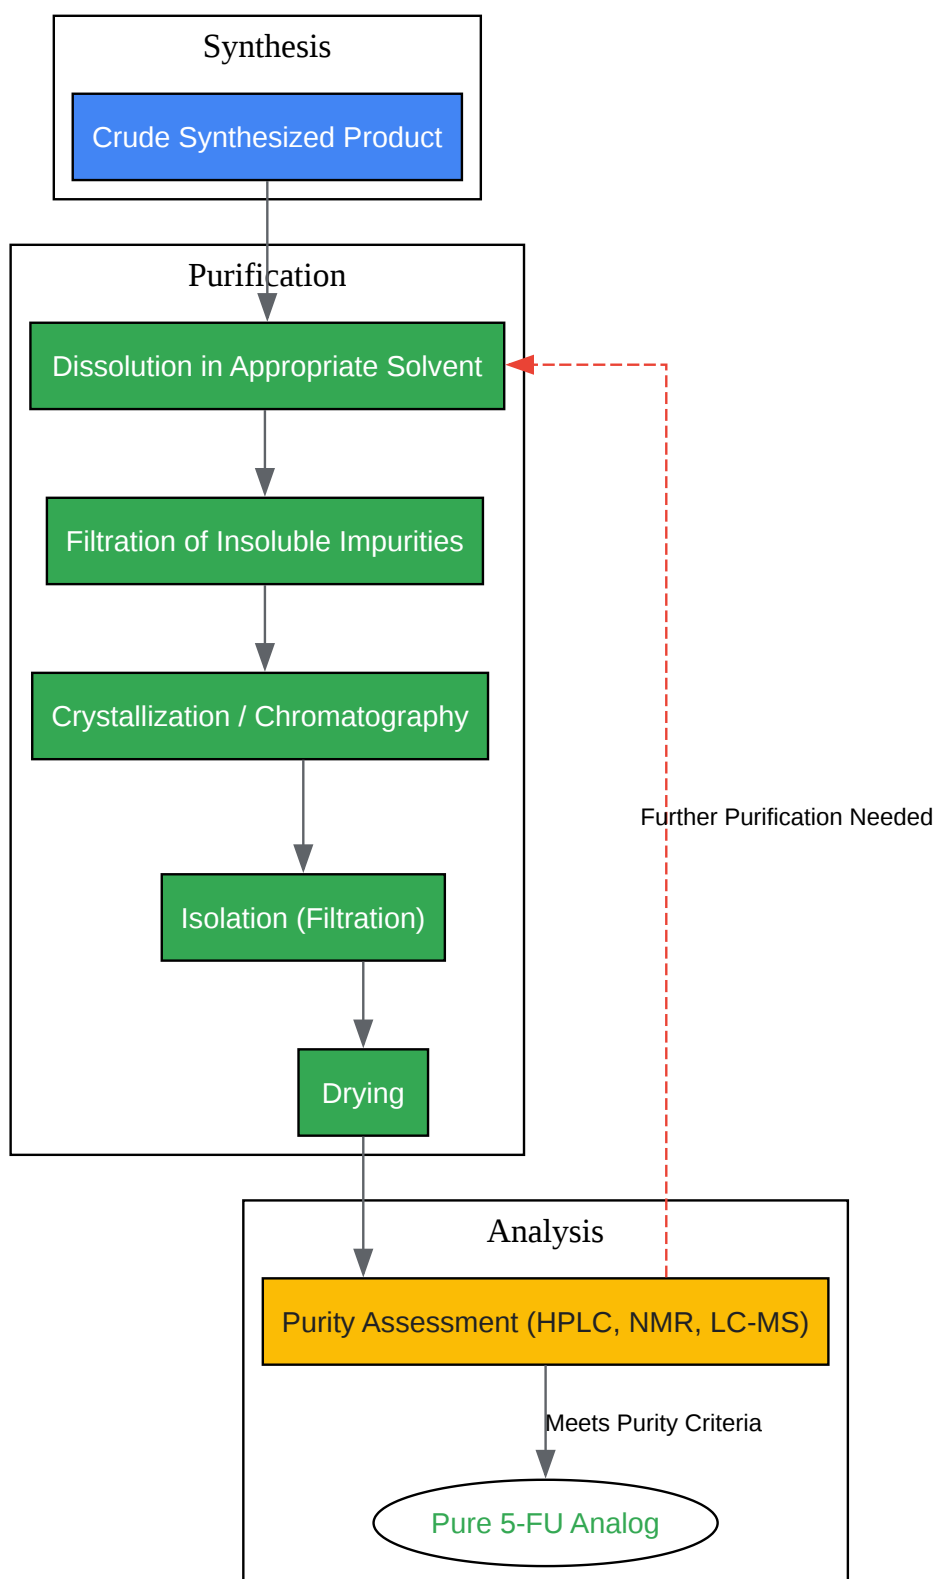 Synthesis
Crude Synthesized Product
Purification
Dissolution in Appropriate Solvent
Filtration of Insoluble Impurities
Crystallization / Chromatography
Further Purification Needed
Isolation (Filtration)
Drying
Analysis
Purity Assessment (HPLC, NMR, LC-MS)
Meets Purity Criteria
Pure 5-FU Analog